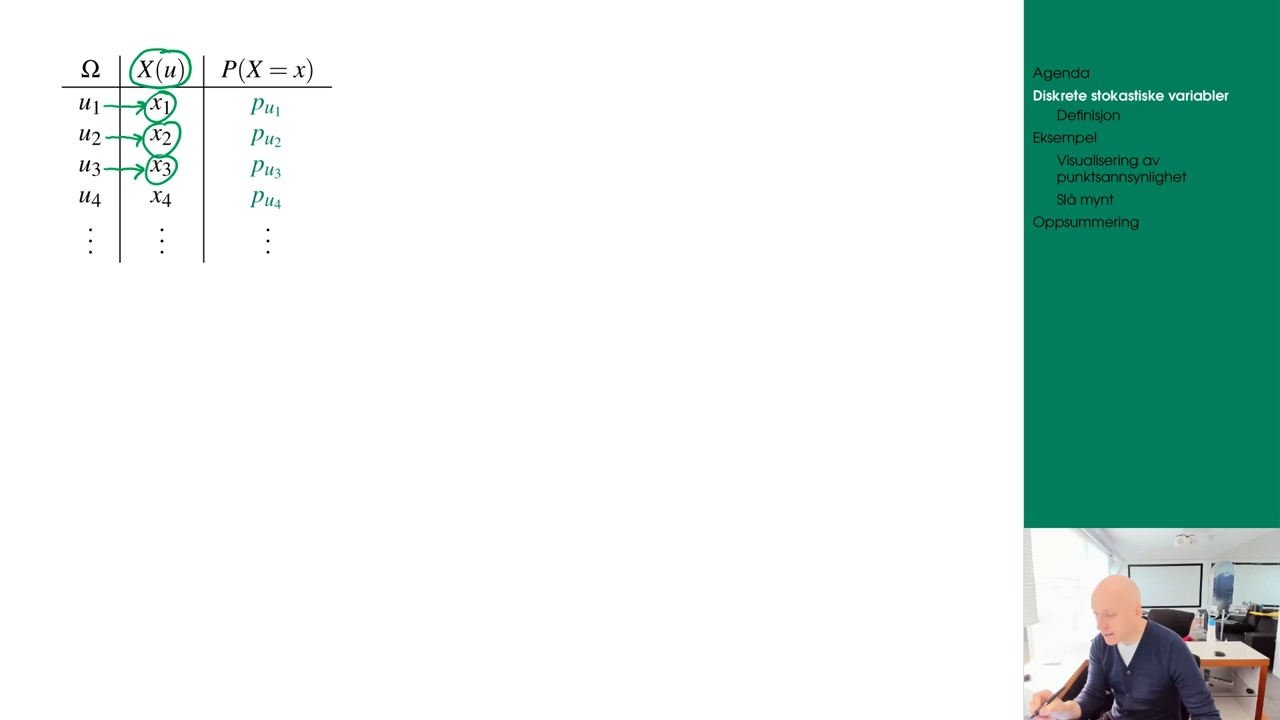 Ω X(u) P(X = x)
u₁ x₁ pᵤ₁
u₂ x₂ pᵤ₂
u₃ x₃ pᵤ₃
u₄ x₄ pᵤ₄
⋮ ⋮ ⋮
Agenda
Diskrete stokastiske variabler
Definisjon
Eksempel
Visualisering av
punktsannsynlighet
Slå mynt
Oppsummering